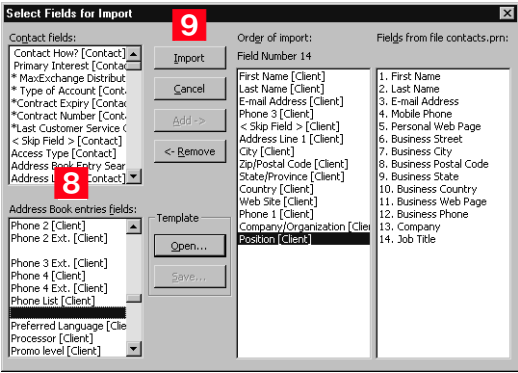 Select Fields for Import
9
Contact fields:
Contact How? [Contact]
Primary Interest [Contac
* MaxExchange Distribut
* Type of Account [Cont
*Contract Expiry [Contac
*Contract Number [Cont
*Last Customer Service (
< Skip Field > [Contact]
Access Type [Contact]
Address Book Entry Sear
Address L Contact]
8
Address Book entries fields:
Phone 2 [Client]
Phone 2 Ext. [Client]
Phone 3 Ext. [Client]
Phone 4 [Client]
Phone 4 Ext. [Client]
Phone List [Client]
Preferred Language [Clie
Processor [Client]
Promo level [Client]
Import
Cancel
Add ->
<- Remove
Template
Open...
Save...
Order of import:
Field Number 14
First Name [Client]
Last Name [Client]
E-mail Address [Client]
Phone 3 [Client]
< Skip Field > [Client]
Address Line 1 [Client]
City [Client]
Zip/Postal Code [Client]
State/Province [Client]
Country [Client]
Web Site [Client]
Phone 1 [Client]
Company/Organization [Clie
Position [Client]
Fields from file contacts.prn:
1. First Name
2. Last Name
3. E-mail Address
4. Mobile Phone
5. Personal Web Page
6. Business Street
7. Business City
8. Business Postal Code
9. Business State
10. Business Country
11. Business Web Page
12. Business Phone
13. Company
14. Job Title